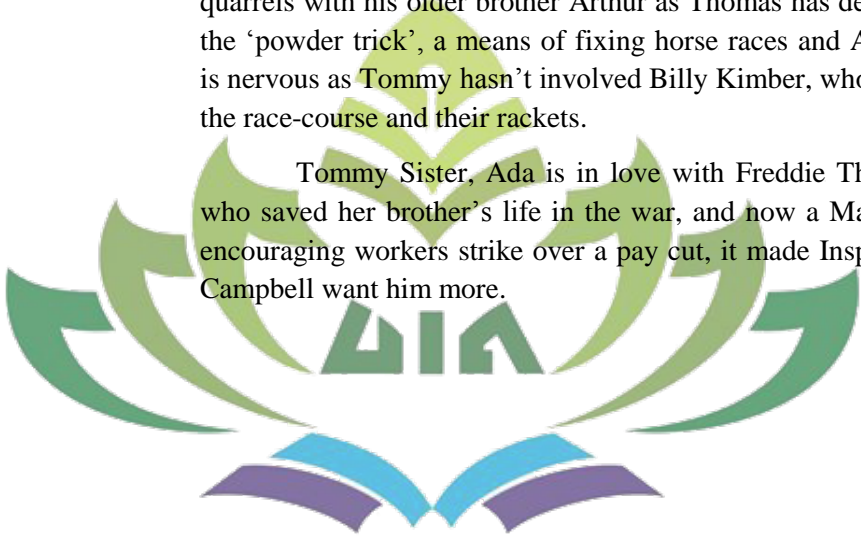 quarrels with his older brother Arthur as Thomas has de
the ‘powder trick’, a means of fixing horse races and A
is nervous as Tommy hasn’t involved Billy Kimber, who
the race-course and their rackets.
Tommy Sister, Ada is in love with Freddie Th
who saved her brother’s life in the war, and now a Ma
encouraging workers strike over a pay cut, it made Insp
Campbell want him more.
UIN